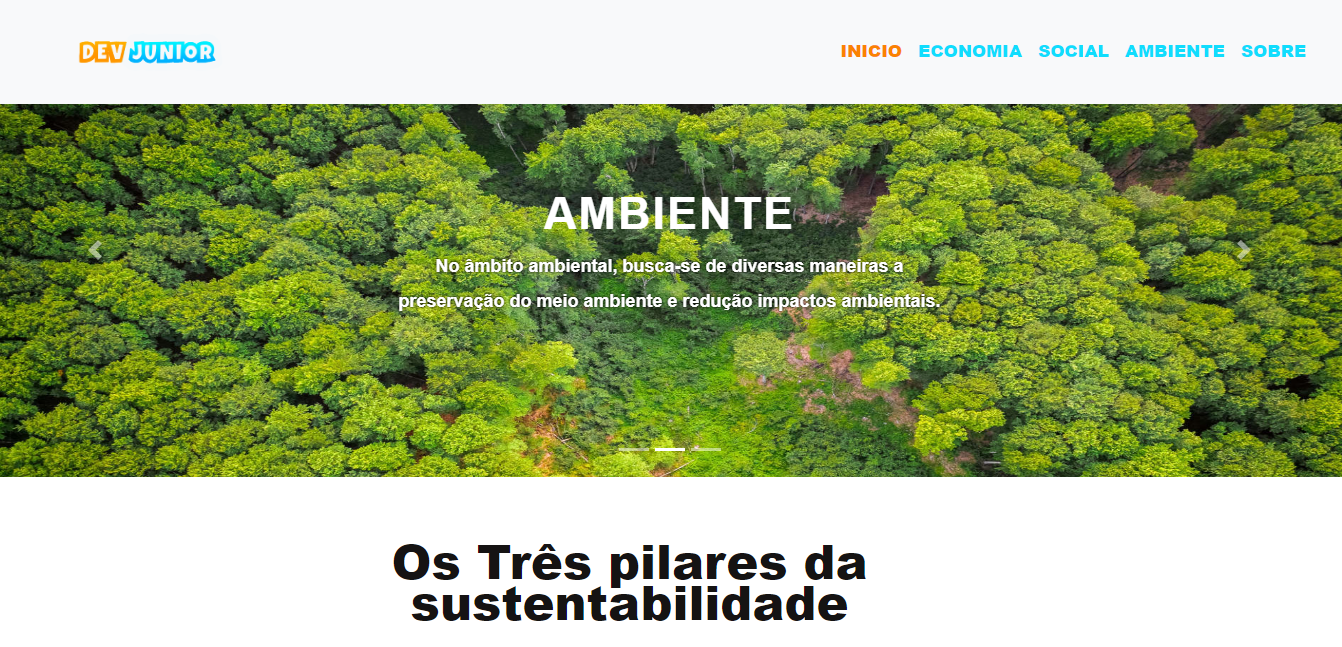 DEV JUNIOR
INICIO ECONOMIA SOCIAL AMBIENTE SOBRE
AMBIENTE
No âmbito ambiental, busca-se de diversas maneiras a
preservação do meio ambiente e redução impactos ambientais.
Os Três pilares da
sustentabilidade